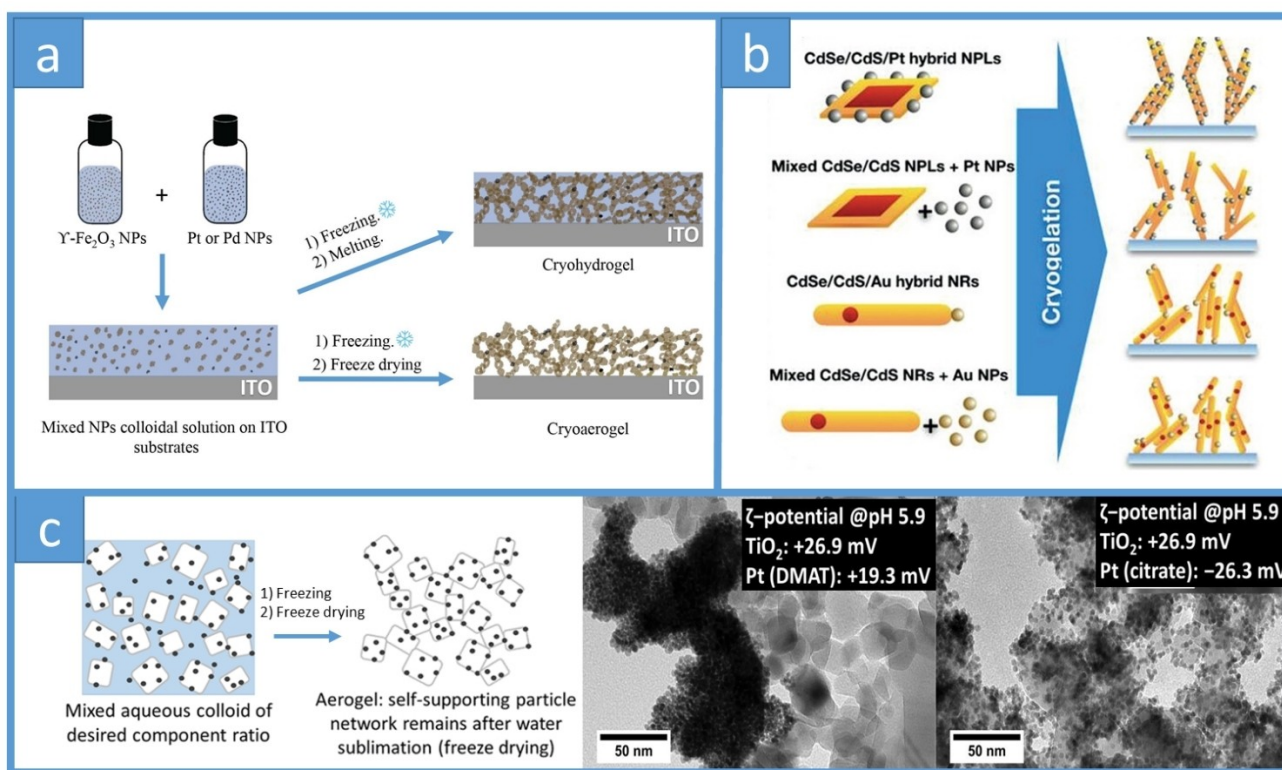 a
ϒ-Fe₂O₃ NPs
+
Pt or Pd NPs
1) Freezing.
2) Melting.
ITO
Cryohydrogel
ITO
Mixed NPs colloidal solution on ITO
substrates
1) Freezing.
2) Freeze drying
ITO
Cryoaerogel
b
CdSe/CdS/Pt hybrid NPLs
Mixed CdSe/CdS NPLs + Pt NPs
+
CdSe/CdS/Au hybrid NRs
Mixed CdSe/CdS NRs + Au NPs
+
Cryogelation
c
Mixed aqueous colloid of
desired component ratio
1) Freezing
2) Freeze drying
Aerogel: self-supporting particle
network remains after water
sublimation (freeze drying)
ζ–potential @pH 5.9
TiO₂: +26.9 mV
Pt (DMAT): +19.3 mV
50 nm
ζ–potential @pH 5.9
TiO₂: +26.9 mV
Pt (citrate): −26.3 mV
50 nm